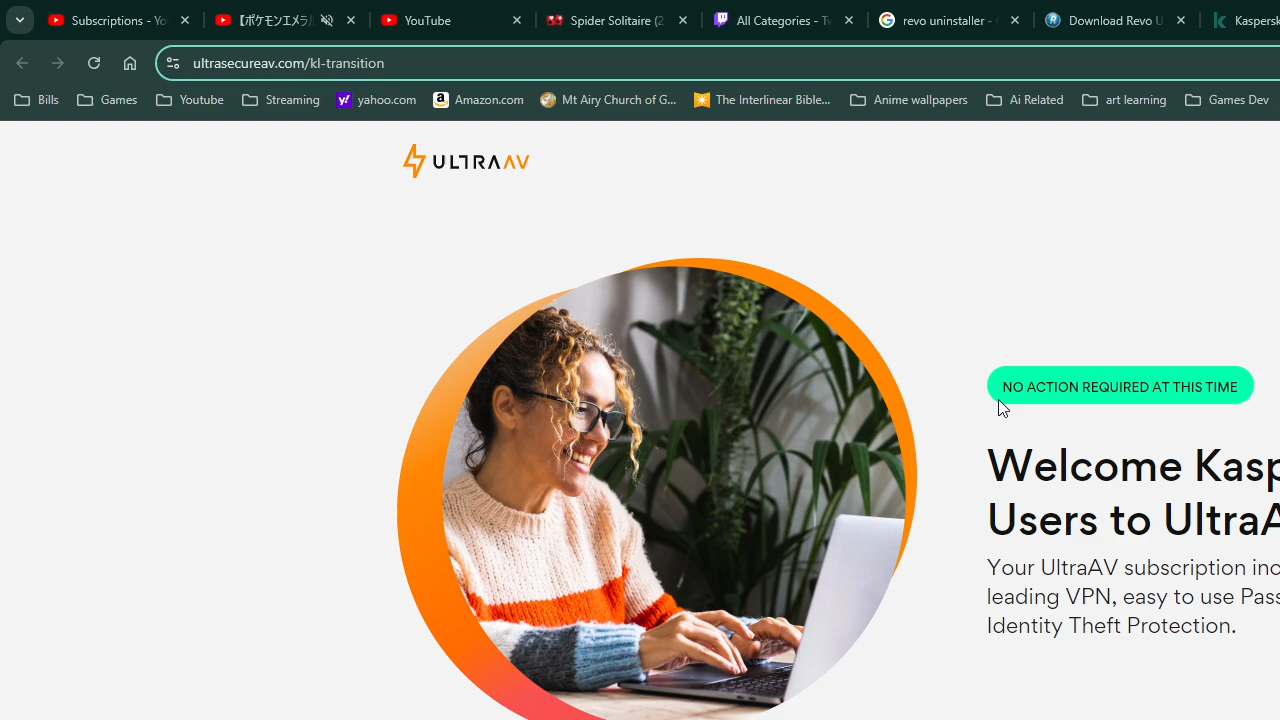 Subscriptions - Yo
【ポケモンエメラル
YouTube
Spider Solitaire (2
All Categories - Tw
revo uninstaller -
Download Revo U
Kaspersk
ultrasecureav.com/kl-transition
Bills
Games
Youtube
Streaming
yahoo.com
Amazon.com
Mt Airy Church of G...
The Interlinear Bible...
Anime wallpapers
Ai Related
art learning
Games Dev
ULTRAAV
NO ACTION REQUIRED AT THIS TIME
Welcome Kasp
Users to UltraA
Your UltraAV subscription inc
leading VPN, easy to use Pass
Identity Theft Protection.